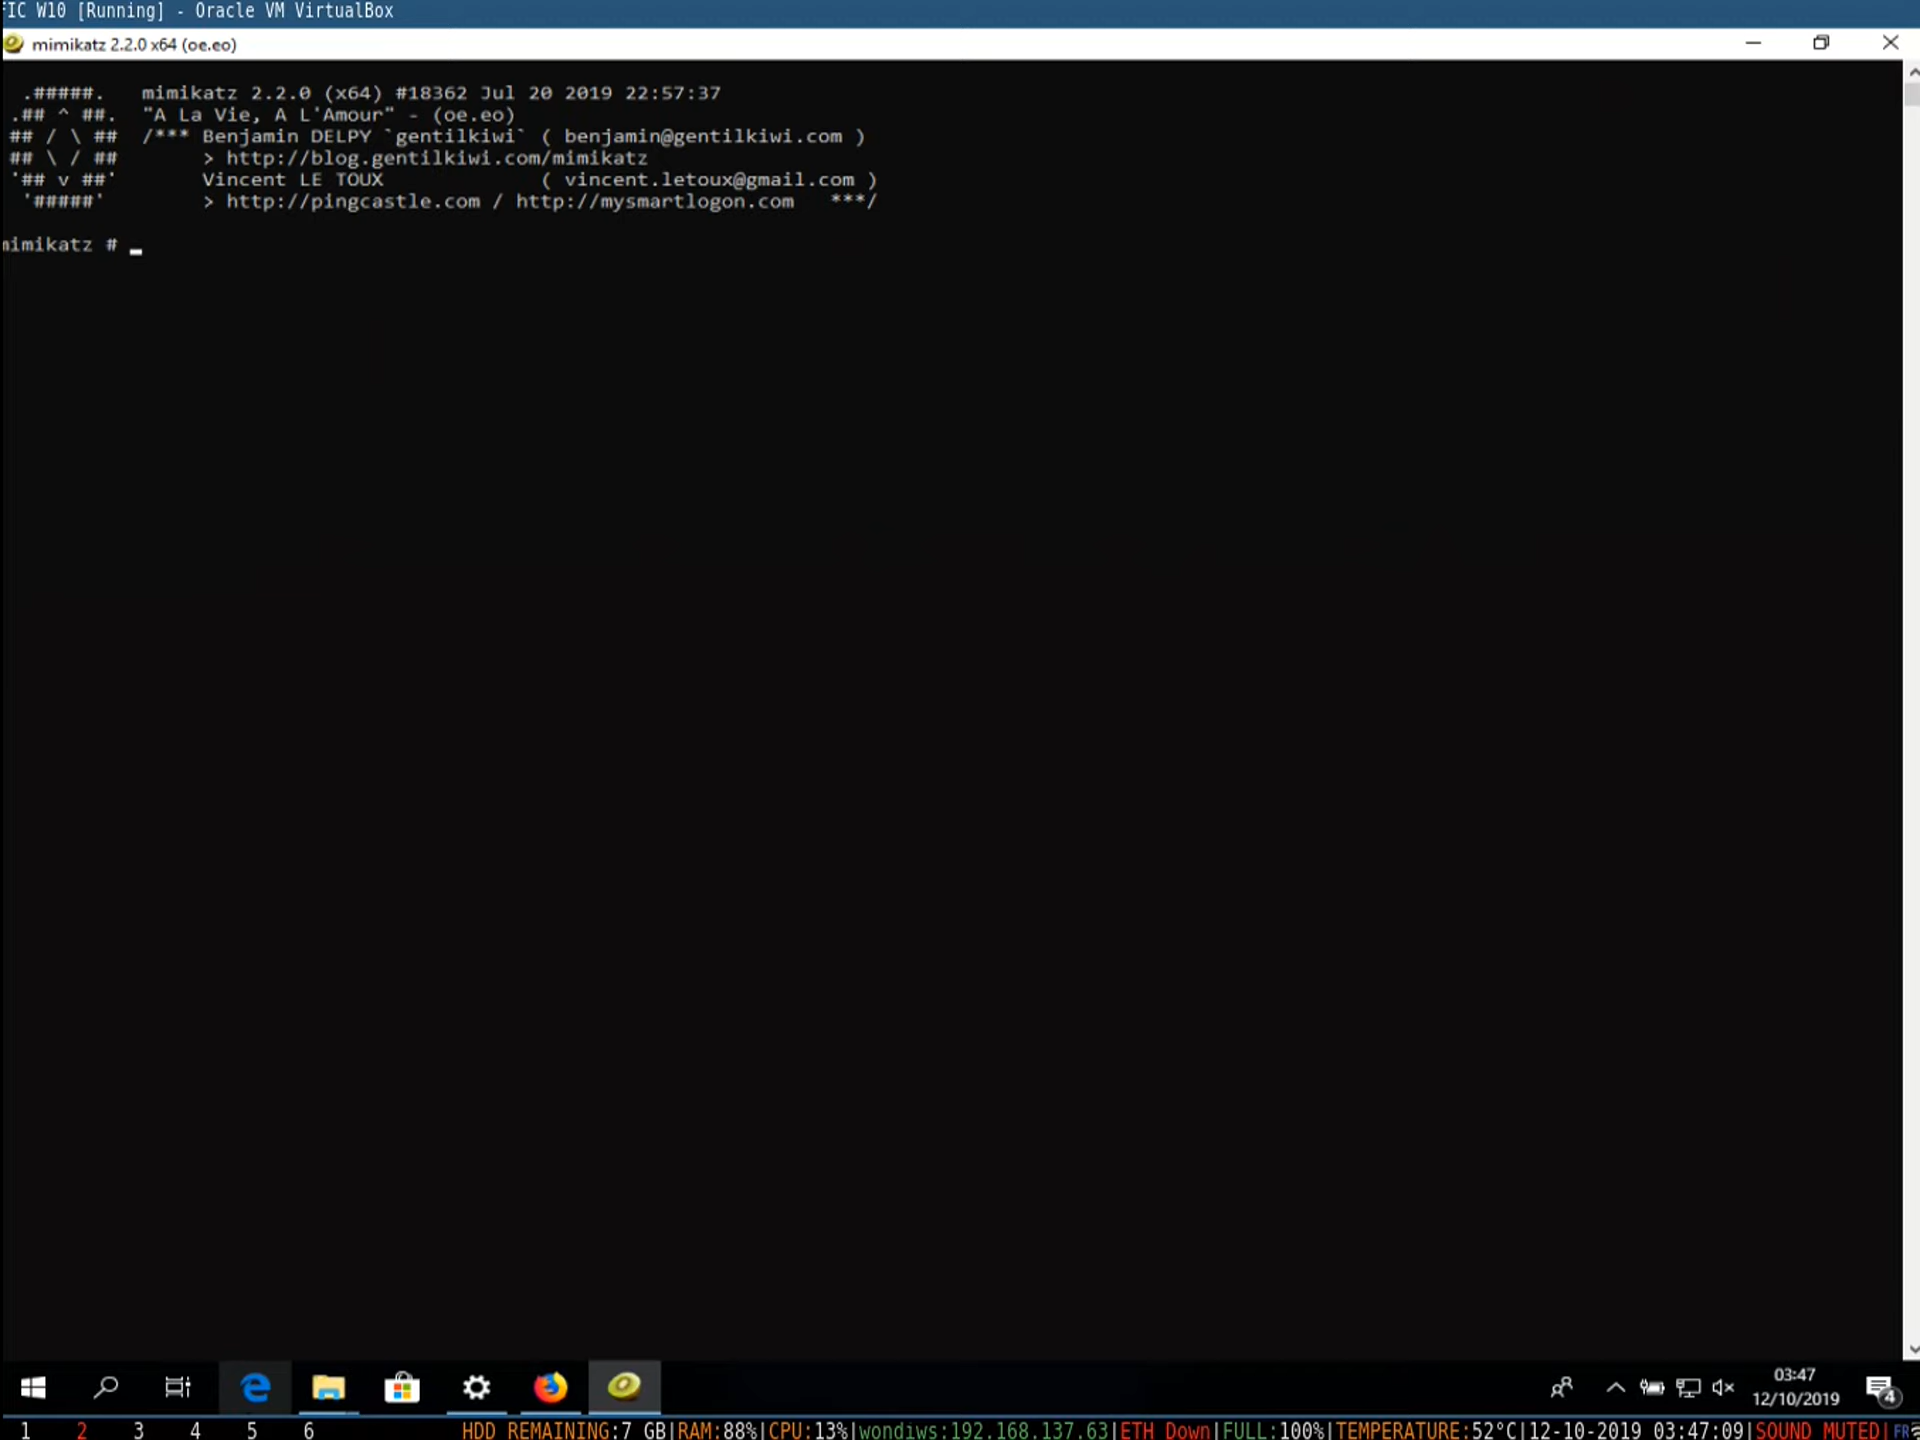 FIC W10 [Running] - Oracle VM VirtualBox
mimikatz 2.2.0 x64 (oe.eo)
.#####. mimikatz 2.2.0 (x64) #18362 Jul 20 2019 22:57:37
.## ^ ##. "A La Vie, A L'Amour" - (oe.eo)
## / \ ## /*** Benjamin DELPY `gentilkiwi` ( benjamin@gentilkiwi.com )
## \ / ## > http://blog.gentilkiwi.com/mimikatz
'## v ##' Vincent LE TOUX ( vincent.letoux@gmail.com )
'#####' > http://pingcastle.com / http://mysmartlogon.com ***/
mimikatz # _
03:47
12/10/2019
4
1 2 3 4 5 6 HDD REMAINING:7 GB|RAM:88%|CPU:13%|wondiws:192.168.137.63|ETH Down|FULL:100%|TEMPERATURE:52°C|12-10-2019 03:47:09|SOUND MUTED|FR